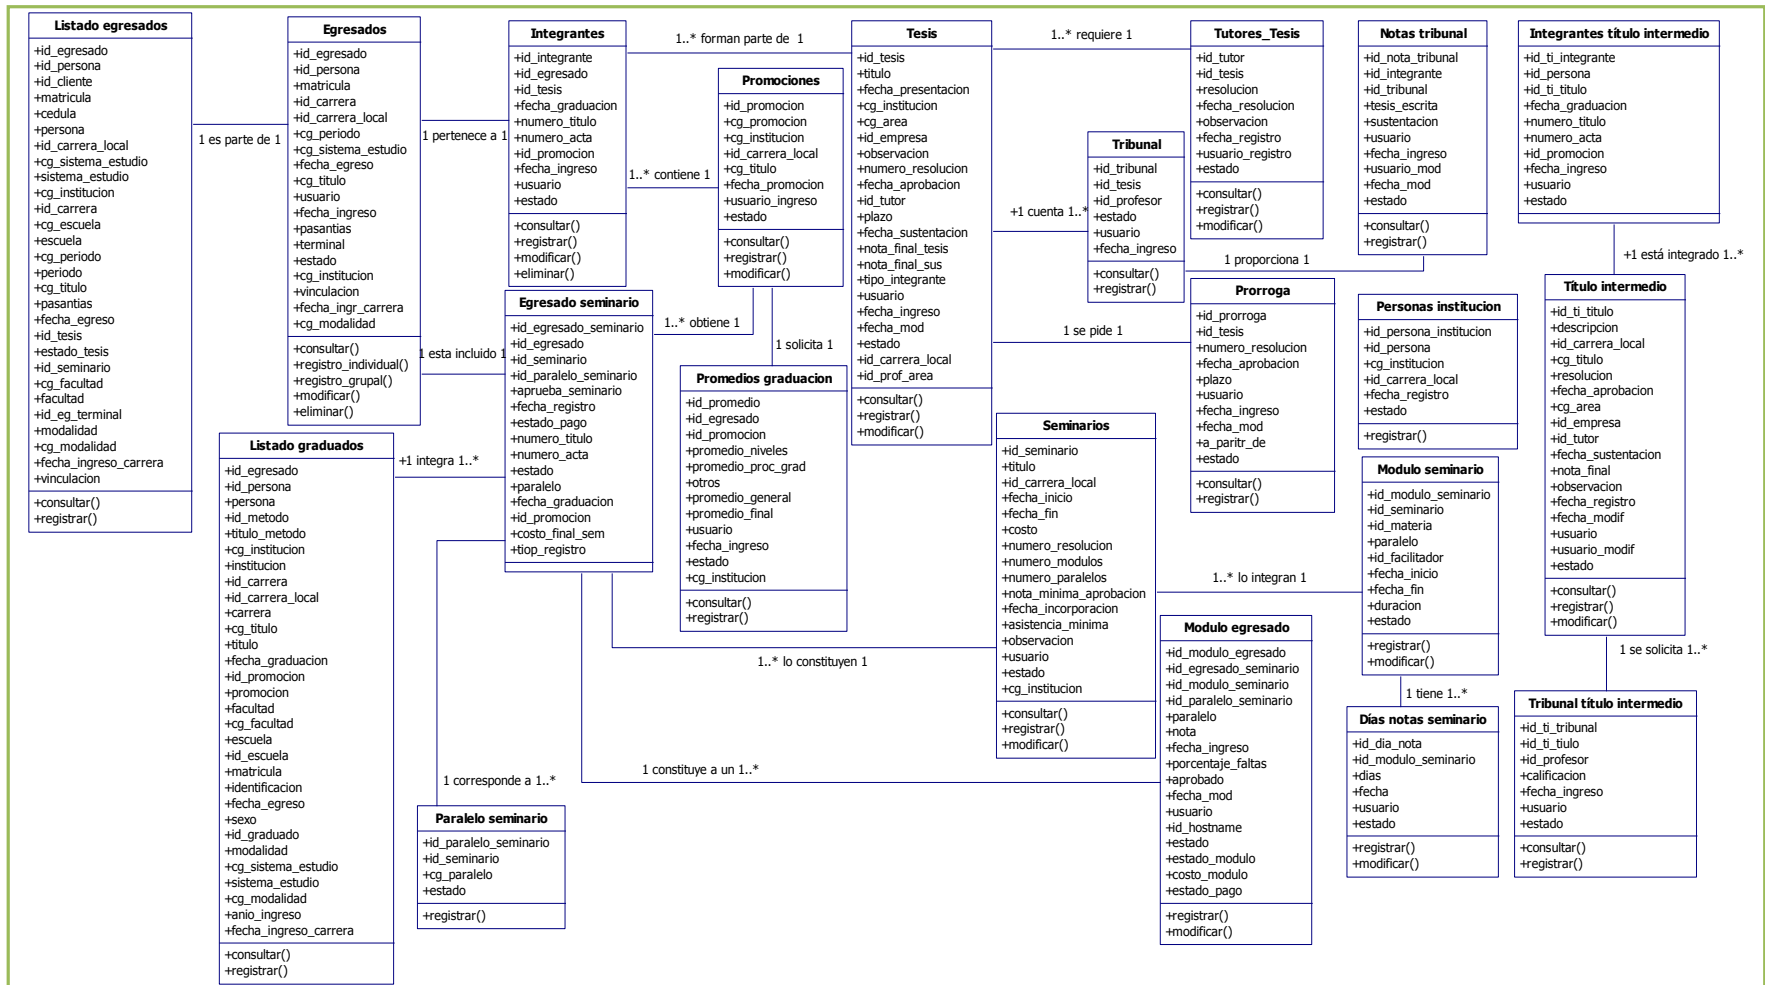 Listado egresados
+id_egresado
+id_persona
+id_cliente
+matricula
+cedula
+persona
+id_carrera_local
+cg_sistema_estudio
+sistema_estudio
+cg_institucion
+id_carrera
+cg_escuela
+escuela
+cg_periodo
+periodo
+cg_titulo
+pasantias
+fecha_egreso
+id_tesis
+estado_tesis
+id_seminario
+cg_facultad
+facultad
+id_eg_terminal
+modalidad
+cg_modalidad
+fecha_ingreso_carrera
+vinculacion
+consultar()
+registrar()
1 es parte de 1
Egresados
+id_egresado
+id_persona
+matricula
+id_carrera
+id_carrera_local
+cg_periodo
+cg_sistema_estudio
+fecha_egreso
+cg_titulo
+usuario
+fecha_ingreso
+pasantias
+terminal
+estado
+cg_institucion
+vinculacion
+fecha_ingr_carrera
+cg_modalidad
+consultar()
+registro_individual()
+registro_grupal()
+modificar()
+eliminar()
1 pertenece a 1
1 esta incluido 1
Listado graduados
+id_egresado
+id_persona
+persona
+id_metodo
+titulo_metodo
+cg_institucion
+institucion
+id_carrera
+id_carrera_local
+carrera
+cg_titulo
+titulo
+fecha_graduacion
+id_promocion
+promocion
+facultad
+cg_facultad
+escuela
+id_escuela
+matricula
+identificacion
+fecha_egreso
+sexo
+id_graduado
+modalidad
+cg_sistema_estudio
+sistema_estudio
+cg_modalidad
+anio_ingreso
+fecha_ingreso_carrera
+consultar()
+registrar()
+1 integra 1..*
Integrantes
+id_integrante
+id_egresado
+id_tesis
+fecha_graduacion
+numero_titulo
+numero_acta
+id_promocion
+fecha_ingreso
+usuario
+estado
+consultar()
+registrar()
+modificar()
+eliminar()
1..* forman parte de  1
1..* contiene 1
Egresado seminario
+id_egresado_seminario
+id_egresado
+id_seminario
+id_paralelo_seminario
+aprueba_seminario
+fecha_registro
+estado_pago
+numero_titulo
+numero_acta
+estado
+paralelo
+fecha_graduacion
+id_promocion
+costo_final_sem
+tiop_registro
1..* obtiene 1
Promociones
+id_promocion
+cg_promocion
+cg_institucion
+id_carrera_local
+cg_titulo
+fecha_promocion
+usuario_ingreso
+estado
+consultar()
+registrar()
+modificar()
1 solicita 1
Promedios graduacion
+id_promedio
+id_egresado
+id_promocion
+promedio_niveles
+promedio_proc_grad
+otros
+promedio_general
+promedio_final
+usuario
+fecha_ingreso
+estado
+cg_institucion
+consultar()
+registrar()
1..* lo constituyen 1
1 constituye a un 1..*
1 corresponde a 1..*
Paralelo seminario
+id_paralelo_seminario
+id_seminario
+cg_paralelo
+estado
+registrar()
Tesis
+id_tesis
+titulo
+fecha_presentacion
+cg_institucion
+cg_area
+id_empresa
+observacion
+numero_resolucion
+fecha_aprobacion
+id_tutor
+plazo
+fecha_sustentacion
+nota_final_tesis
+nota_final_sus
+tipo_integrante
+usuario
+fecha_ingreso
+fecha_mod
+estado
+id_carrera_local
+id_prof_area
+consultar()
+registrar()
+modificar()
1..* requiere 1
+1 cuenta 1..*
1 se pide 1
Tribunal
+id_tribunal
+id_tesis
+id_profesor
+estado
+usuario
+fecha_ingreso
+consultar()
+registrar()
1 proporciona 1
Tutores_Tesis
+id_tutor
+id_tesis
+resolucion
+fecha_resolucion
+observacion
+fecha_registro
+usuario_registro
+estado
+consultar()
+registrar()
+modificar()
Prorroga
+id_prorroga
+id_tesis
+numero_resolucion
+fecha_aprobacion
+plazo
+usuario
+fecha_ingreso
+fecha_mod
+a_paritr_de
+estado
+consultar()
+registrar()
Seminarios
+id_seminario
+titulo
+id_carrera_local
+fecha_inicio
+fecha_fin
+costo
+numero_resolucion
+numero_modulos
+numero_paralelos
+nota_minima_aprobacion
+fecha_incorporacion
+asistencia_minima
+observacion
+usuario
+estado
+cg_institucion
+consultar()
+registrar()
+modificar()
1..* lo integran 1
Modulo egresado
+id_modulo_egresado
+id_egresado_seminario
+id_modulo_seminario
+id_paralelo_seminario
+paralelo
+nota
+fecha_ingreso
+porcentaje_faltas
+aprobado
+fecha_mod
+usuario
+id_hostname
+estado
+estado_modulo
+costo_modulo
+estado_pago
+registrar()
+modificar()
Notas tribunal
+id_nota_tribunal
+id_integrante
+id_tribunal
+tesis_escrita
+sustentacion
+usuario
+fecha_ingreso
+usuario_mod
+fecha_mod
+estado
+consultar()
+registrar()
Personas institucion
+id_persona_institucion
+id_persona
+cg_institucion
+id_carrera_local
+fecha_registro
+estado
+registrar()
Modulo seminario
+id_modulo_seminario
+id_seminario
+id_materia
+paralelo
+id_facilitador
+fecha_inicio
+fecha_fin
+duracion
+estado
+registrar()
+modificar()
1 tiene 1..*
Días notas seminario
+id_dia_nota
+id_modulo_seminario
+dias
+fecha
+usuario
+estado
+registrar()
+modificar()
Integrantes título intermedio
+id_ti_integrante
+id_persona
+id_ti_titulo
+fecha_graduacion
+numero_titulo
+numero_acta
+id_promocion
+fecha_ingreso
+usuario
+estado
+1 está integrado 1..*
Título intermedio
+id_ti_titulo
+descripcion
+id_carrera_local
+cg_titulo
+resolucion
+fecha_aprobacion
+cg_area
+id_empresa
+id_tutor
+fecha_sustentacion
+nota_final
+observacion
+fecha_registro
+fecha_modif
+usuario
+usuario_modif
+estado
+consultar()
+registrar()
+modificar()
1 se solicita 1..*
Tribunal título intermedio
+id_ti_tribunal
+id_ti_tiulo
+id_profesor
+calificacion
+fecha_ingreso
+usuario
+estado
+consultar()
+registrar()